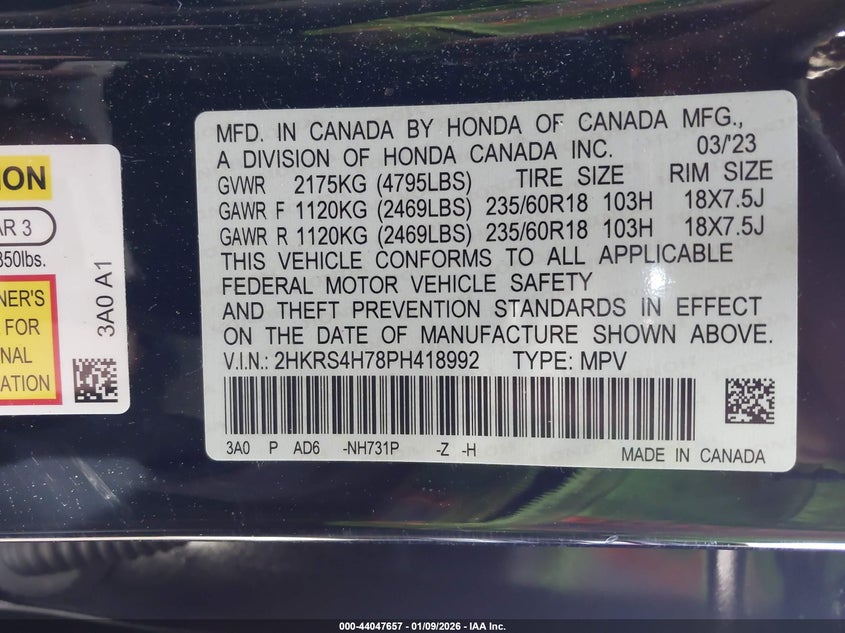 MFD. IN CANADA BY HONDA OF CANADA MFG.,
A DIVISION OF HONDA CANADA INC. 03/'23
GVWR 2175KG (4795LBS) TIRE SIZE RIM SIZE
GAWR F 1120KG (2469LBS) 235/60R18 103H 18X7.5J
GAWR R 1120KG (2469LBS) 235/60R18 103H 18X7.5J
THIS VEHICLE CONFORMS TO ALL APPLICABLE
FEDERAL MOTOR VEHICLE SAFETY
AND THEFT PREVENTION STANDARDS IN EFFECT
ON THE DATE OF MANUFACTURE SHOWN ABOVE.
V.I.N.: 2HKRS4H78PH418992 TYPE: MPV
3A0 P AD6 -NH731P -Z -H
MADE IN CANADA
ION
AR 3
350lbs.
NER'S
FOR
NAL
ATION
3A0 A1
000-44047657 - 01/09/2026 - IAA Inc.